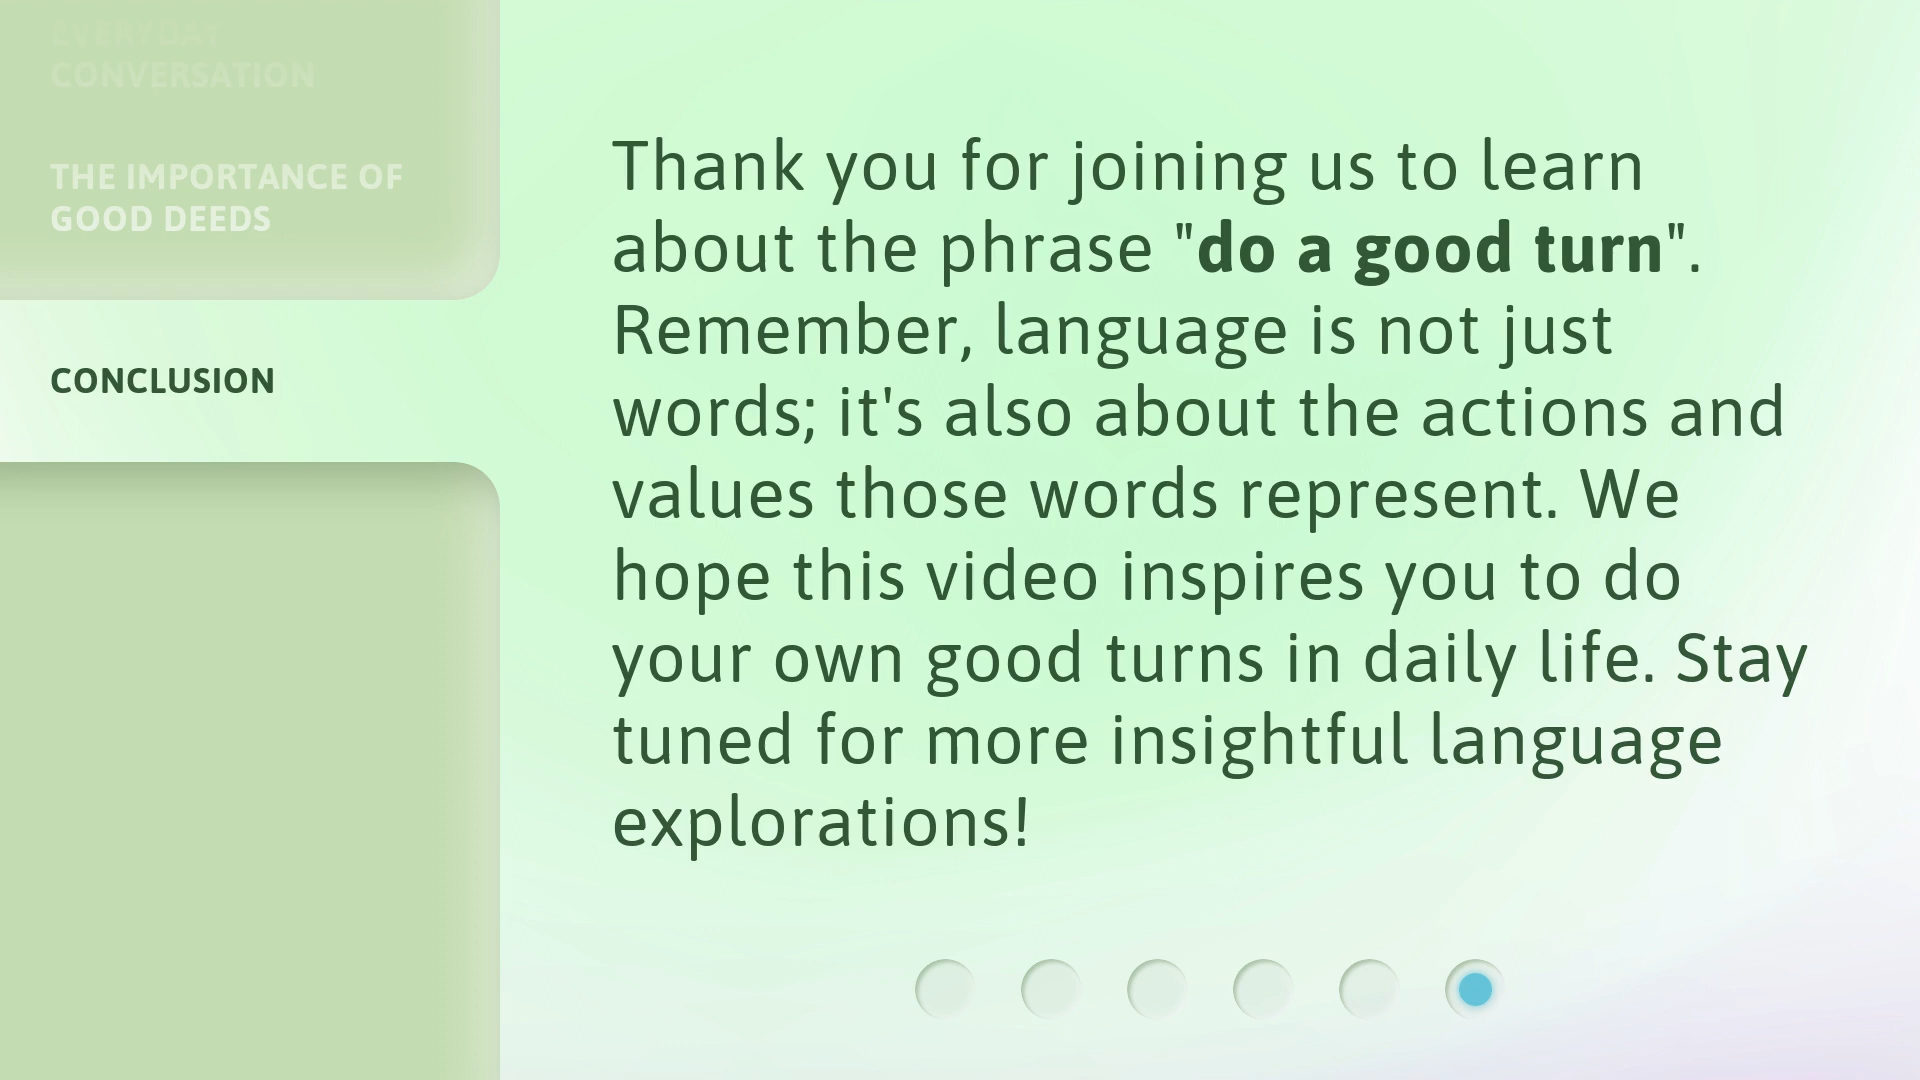 EVERYDAY
CONVERSATION
THE IMPORTANCE OF
GOOD DEEDS
CONCLUSION
Thank you for joining us to learn
about the phrase "do a good turn".
Remember, language is not just
words; it's also about the actions and
values those words represent. We
hope this video inspires you to do
your own good turns in daily life. Stay
tuned for more insightful language
explorations!